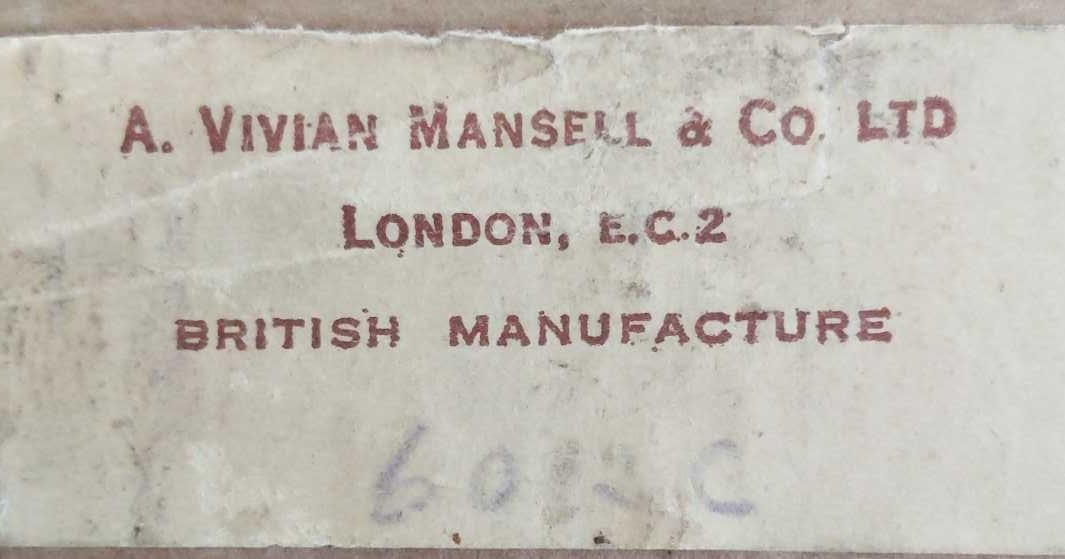 A. VIVIAN MANSELL & CO. LTD
LONDON, E.C.2
BRITISH MANUFACTURE